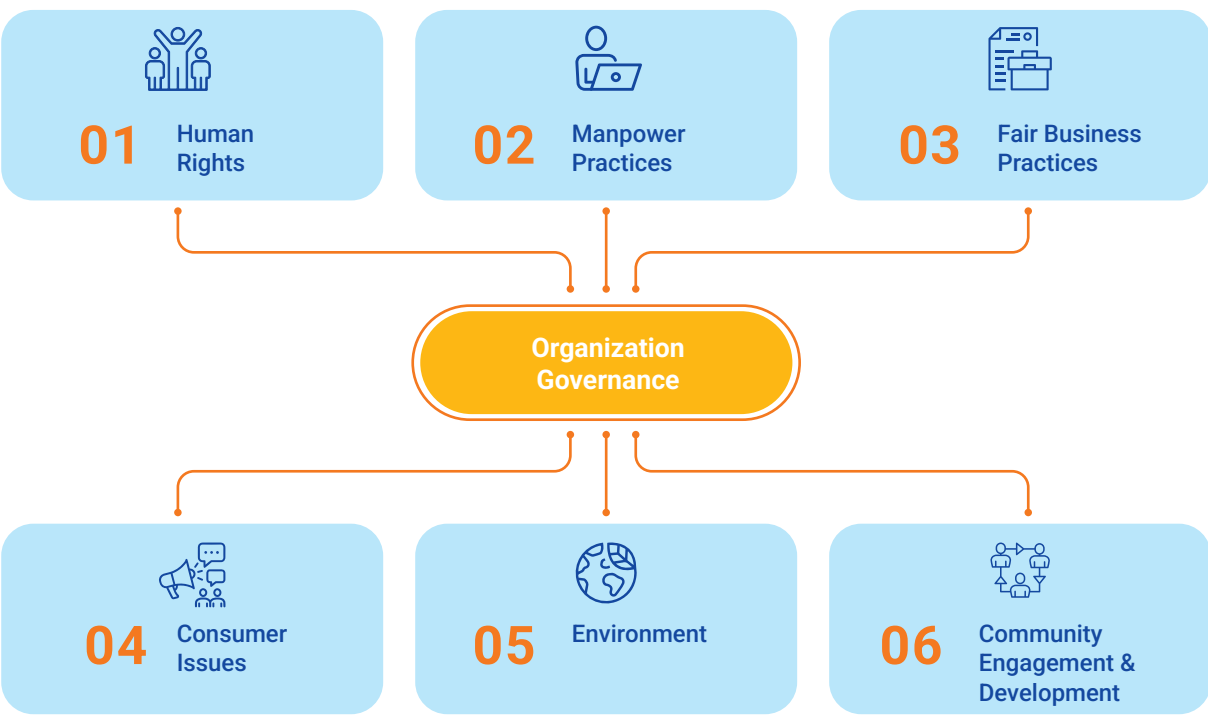 01
Human
Rights
02
Manpower
Practices
03
Fair Business
Practices
Organization
Governance
04
Consumer
Issues
05
Environment
06
Community
Engagement &
Development